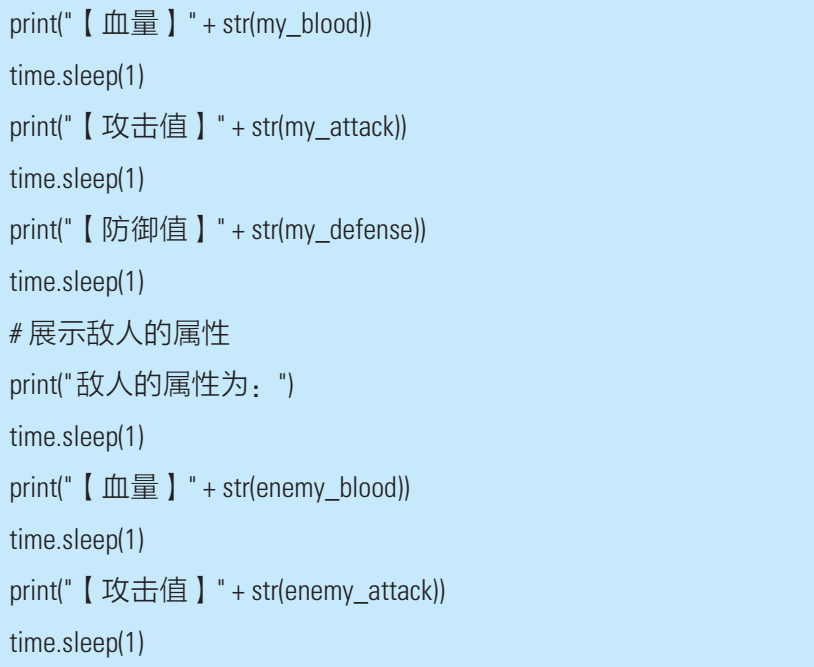 print("【 血量 】" + str(my_blood))
time.sleep(1)
print("【 攻击值 】" + str(my_attack))
time.sleep(1)
print("【 防御值 】" + str(my_defense))
time.sleep(1)
# 展示敌人的属性
print("敌人的属性为：")
time.sleep(1)
print("【 血量 】" + str(enemy_blood))
time.sleep(1)
print("【 攻击值 】" + str(enemy_attack))
time.sleep(1)